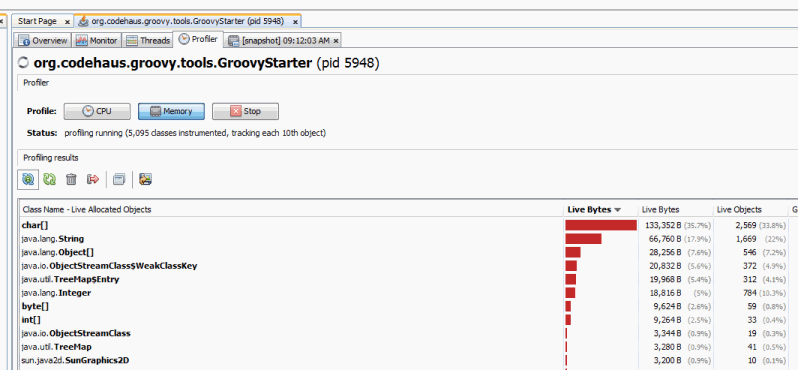 Start Page x org.codehaus.groovy.tools.GroovyStarter (pid 5948) x
Overview Monitor Threads Profiler [snapshot] 09:12:03 AM x
org.codehaus.groovy.tools.GroovyStarter (pid 5948)
Profiler
Profile: CPU Memory Stop
Status: profiling running (5,095 classes instrumented, tracking each 10th object)
Profiling results
Class Name - Live Allocated Objects Live Bytes Live Bytes Live Objects G
char[] 133,352 B (35.7%) 2,569 (33.8%)
java.lang.String 66,760 B (17.9%) 1,669 (22%)
java.lang.Object[] 28,256 B (7.6%) 546 (7.2%)
java.io.ObjectStreamClass$WeakClassKey 20,832 B (5.6%) 372 (4.9%)
java.util.TreeMap$Entry 19,968 B (5.4%) 312 (4.1%)
java.lang.Integer 18,816 B (5%) 784 (10.3%)
byte[] 9,624 B (2.6%) 59 (0.8%)
int[] 9,264 B (2.5%) 33 (0.4%)
java.io.ObjectStreamClass 3,344 B (0.9%) 19 (0.3%)
java.util.TreeMap 3,280 B (0.9%) 41 (0.5%)
sun.java2d.SunGraphics2D 3,200 B (0.9%) 10 (0.1%)